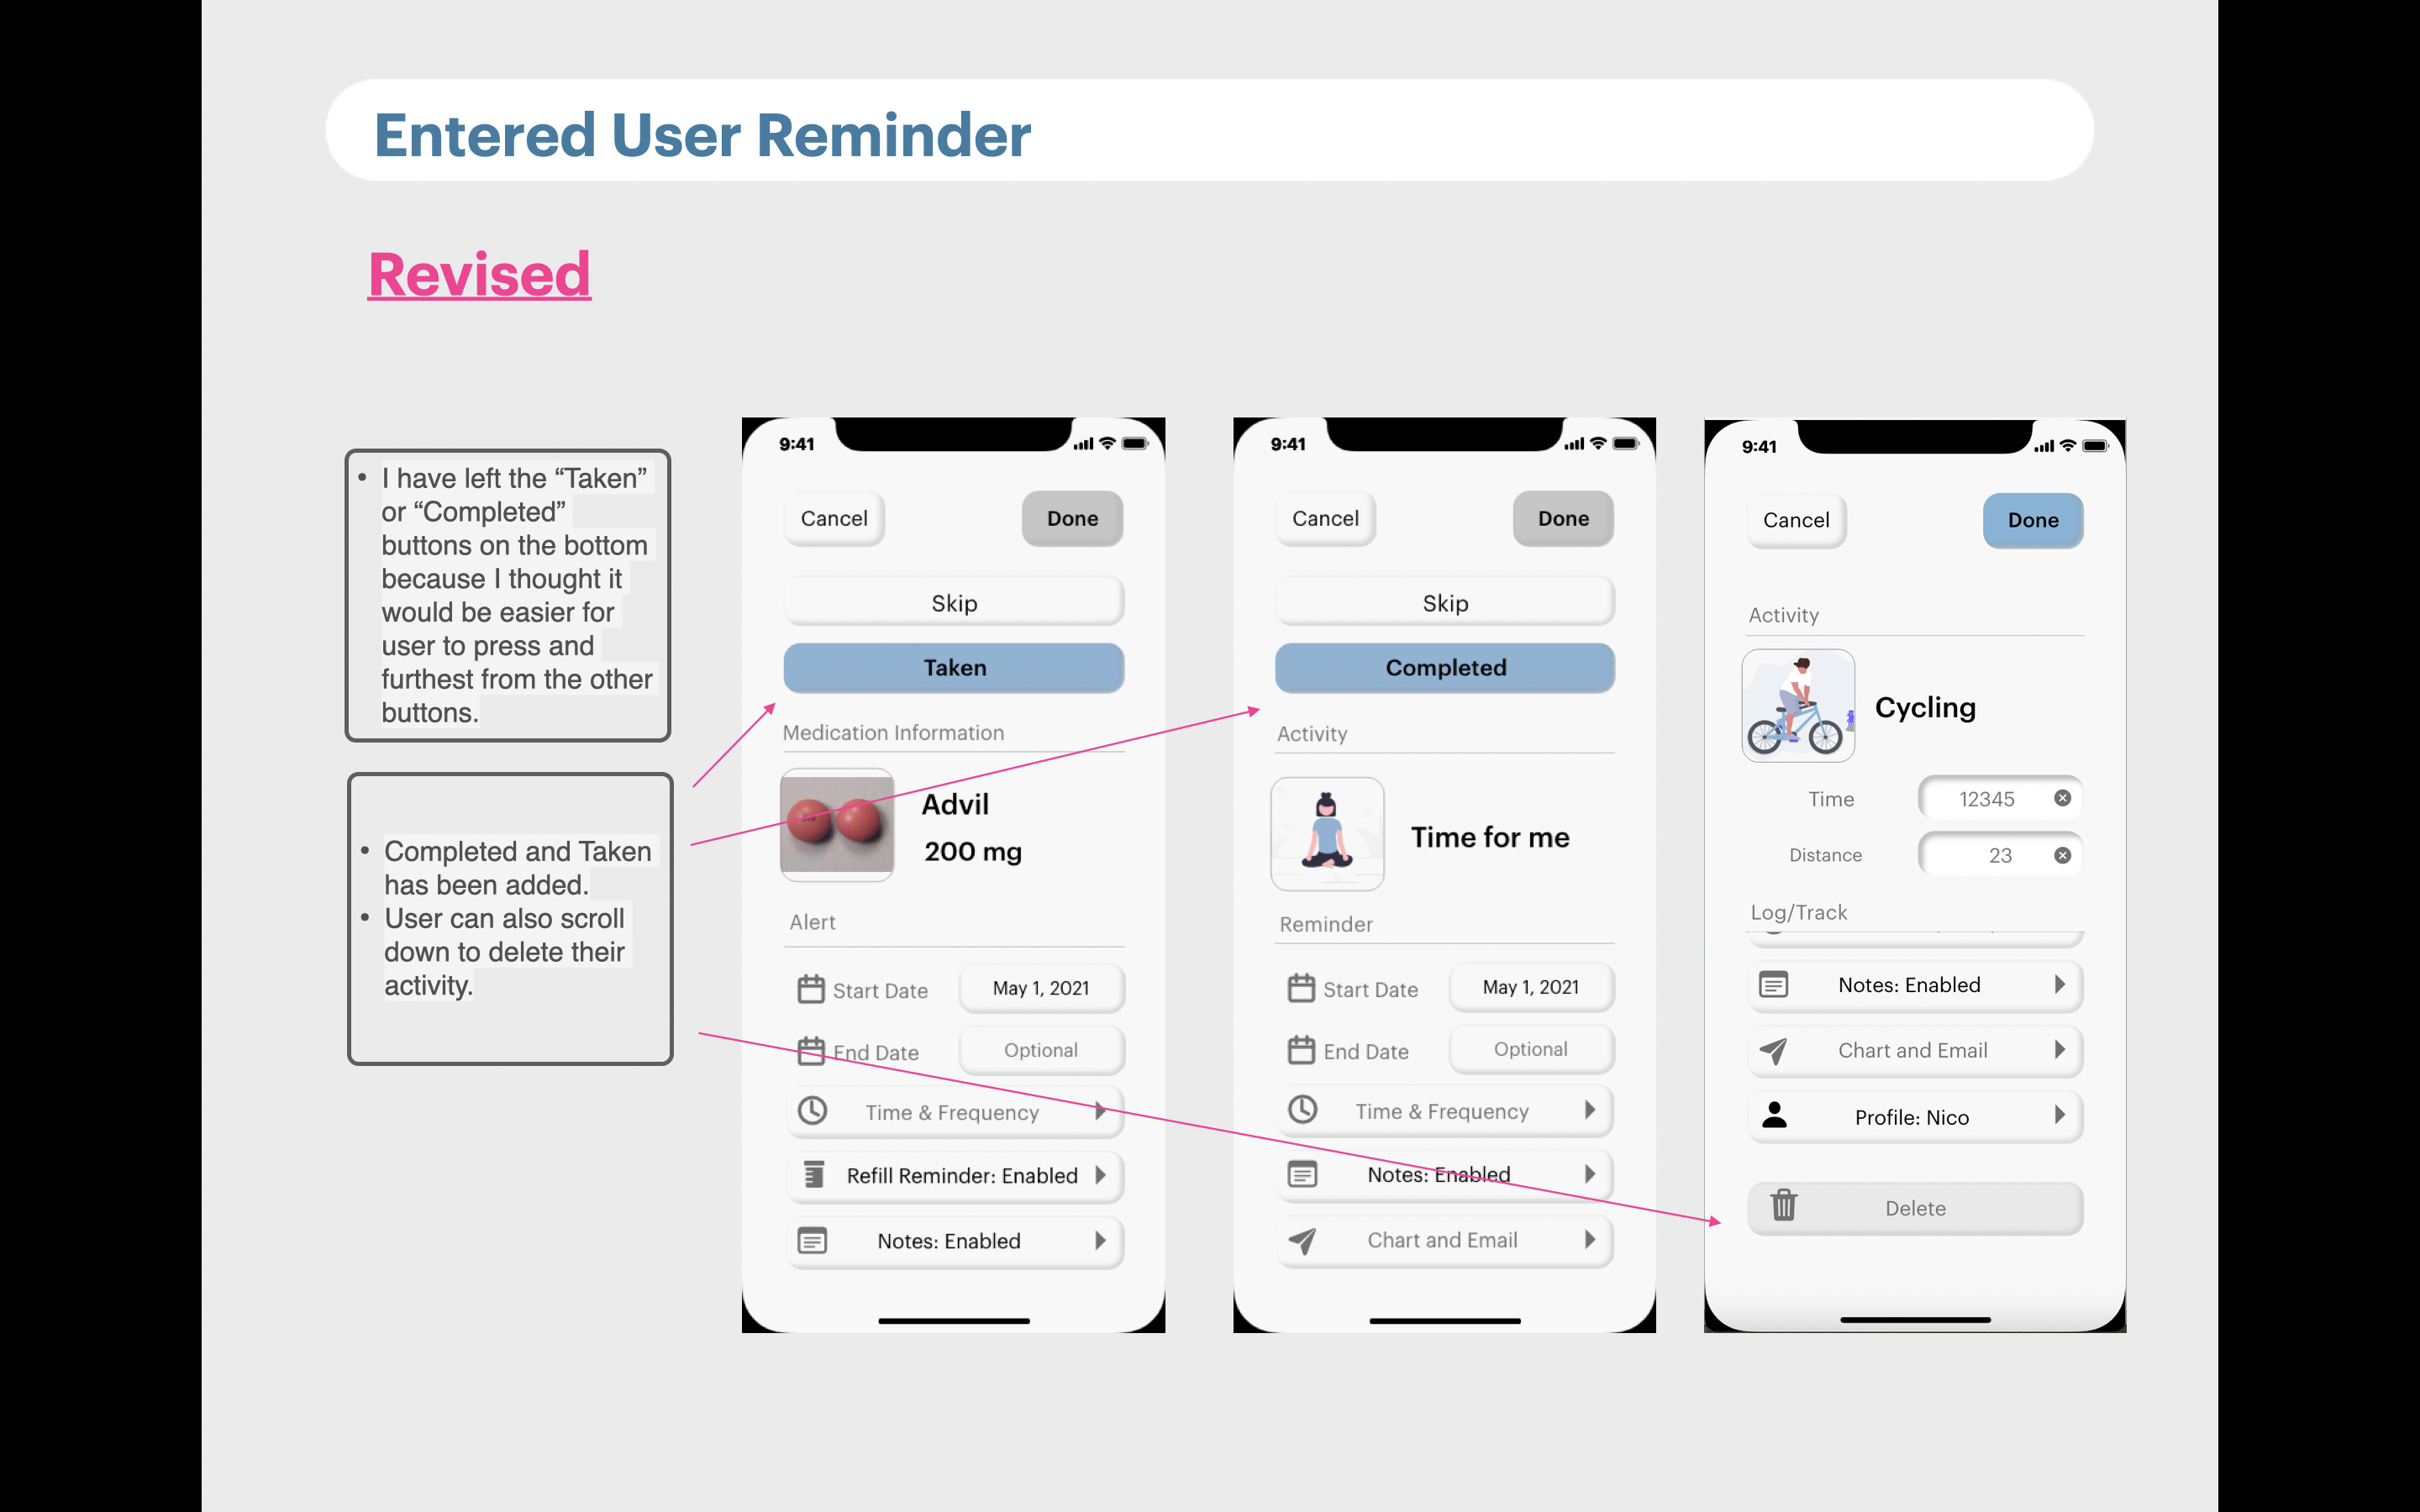 Entered User Reminder
Revised
• I have left the “Taken”
or “Completed”
buttons on the bottom
because I thought it
would be easier for
user to press and
furthest from the other
buttons.
• Completed and Taken
has been added.
• User can also scroll
down to delete their
activity.
9:41
Cancel
Done
Skip
Taken
Medication Information
Advil
200 mg
Alert
Start Date
May 1, 2021
End Date
Optional
Time & Frequency
Refill Reminder: Enabled
Notes: Enabled
9:41
Cancel
Done
Skip
Completed
Activity
Time for me
Reminder
Start Date
May 1, 2021
End Date
Optional
Time & Frequency
Notes: Enabled
Chart and Email
9:41
Cancel
Done
Activity
Cycling
Time
12345
Distance
23
Log/Track
Notes: Enabled
Chart and Email
Profile: Nico
Delete